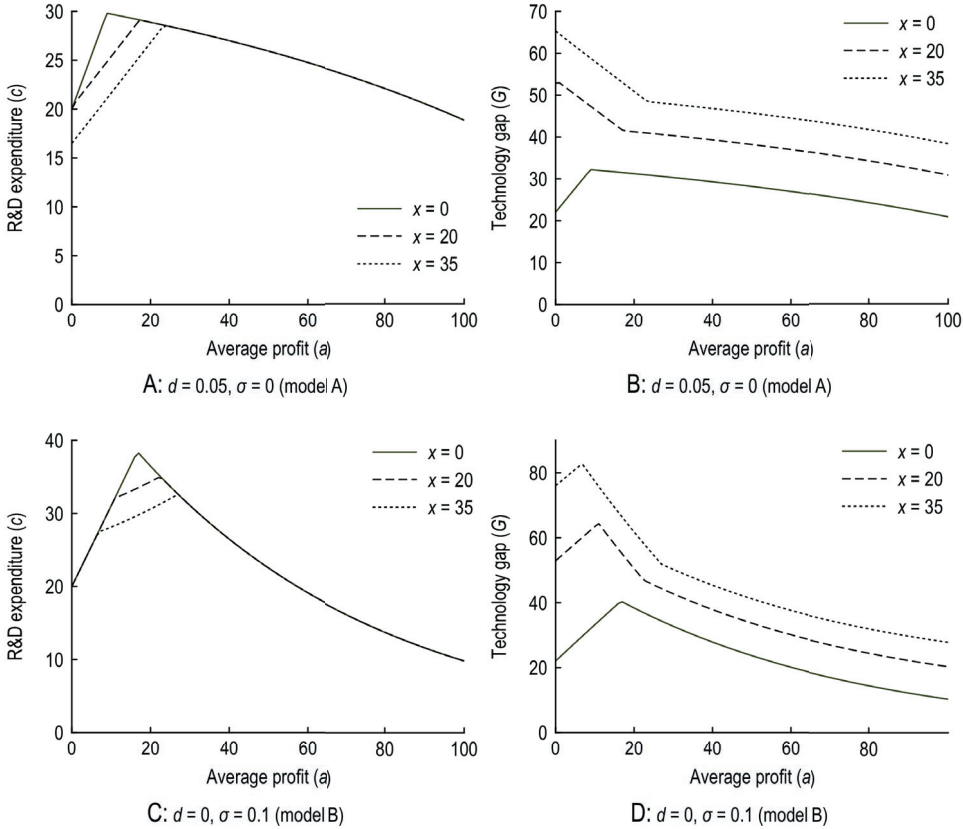 R&D expenditure (c)
30
25
20
15
10
5
0
0 20 40 60 80 100
Average profit (a)
x = 0
x = 20
x = 35
A: d = 0.05, σ = 0 (model A)
Technology gap (G)
70
60
50
40
30
20
10
0
0 20 40 60 80 100
Average profit (a)
x = 0
x = 20
x = 35
B: d = 0.05, σ = 0 (model A)
R&D expenditure (c)
40
30
20
10
0
0 20 40 60 80 100
Average profit (a)
x = 0
x = 20
x = 35
C: d = 0, σ = 0.1 (model B)
Technology gap (G)
80
60
40
20
0
0 20 40 60 80
Average profit (a)
x = 0
x = 20
x = 35
D: d = 0, σ = 0.1 (model B)